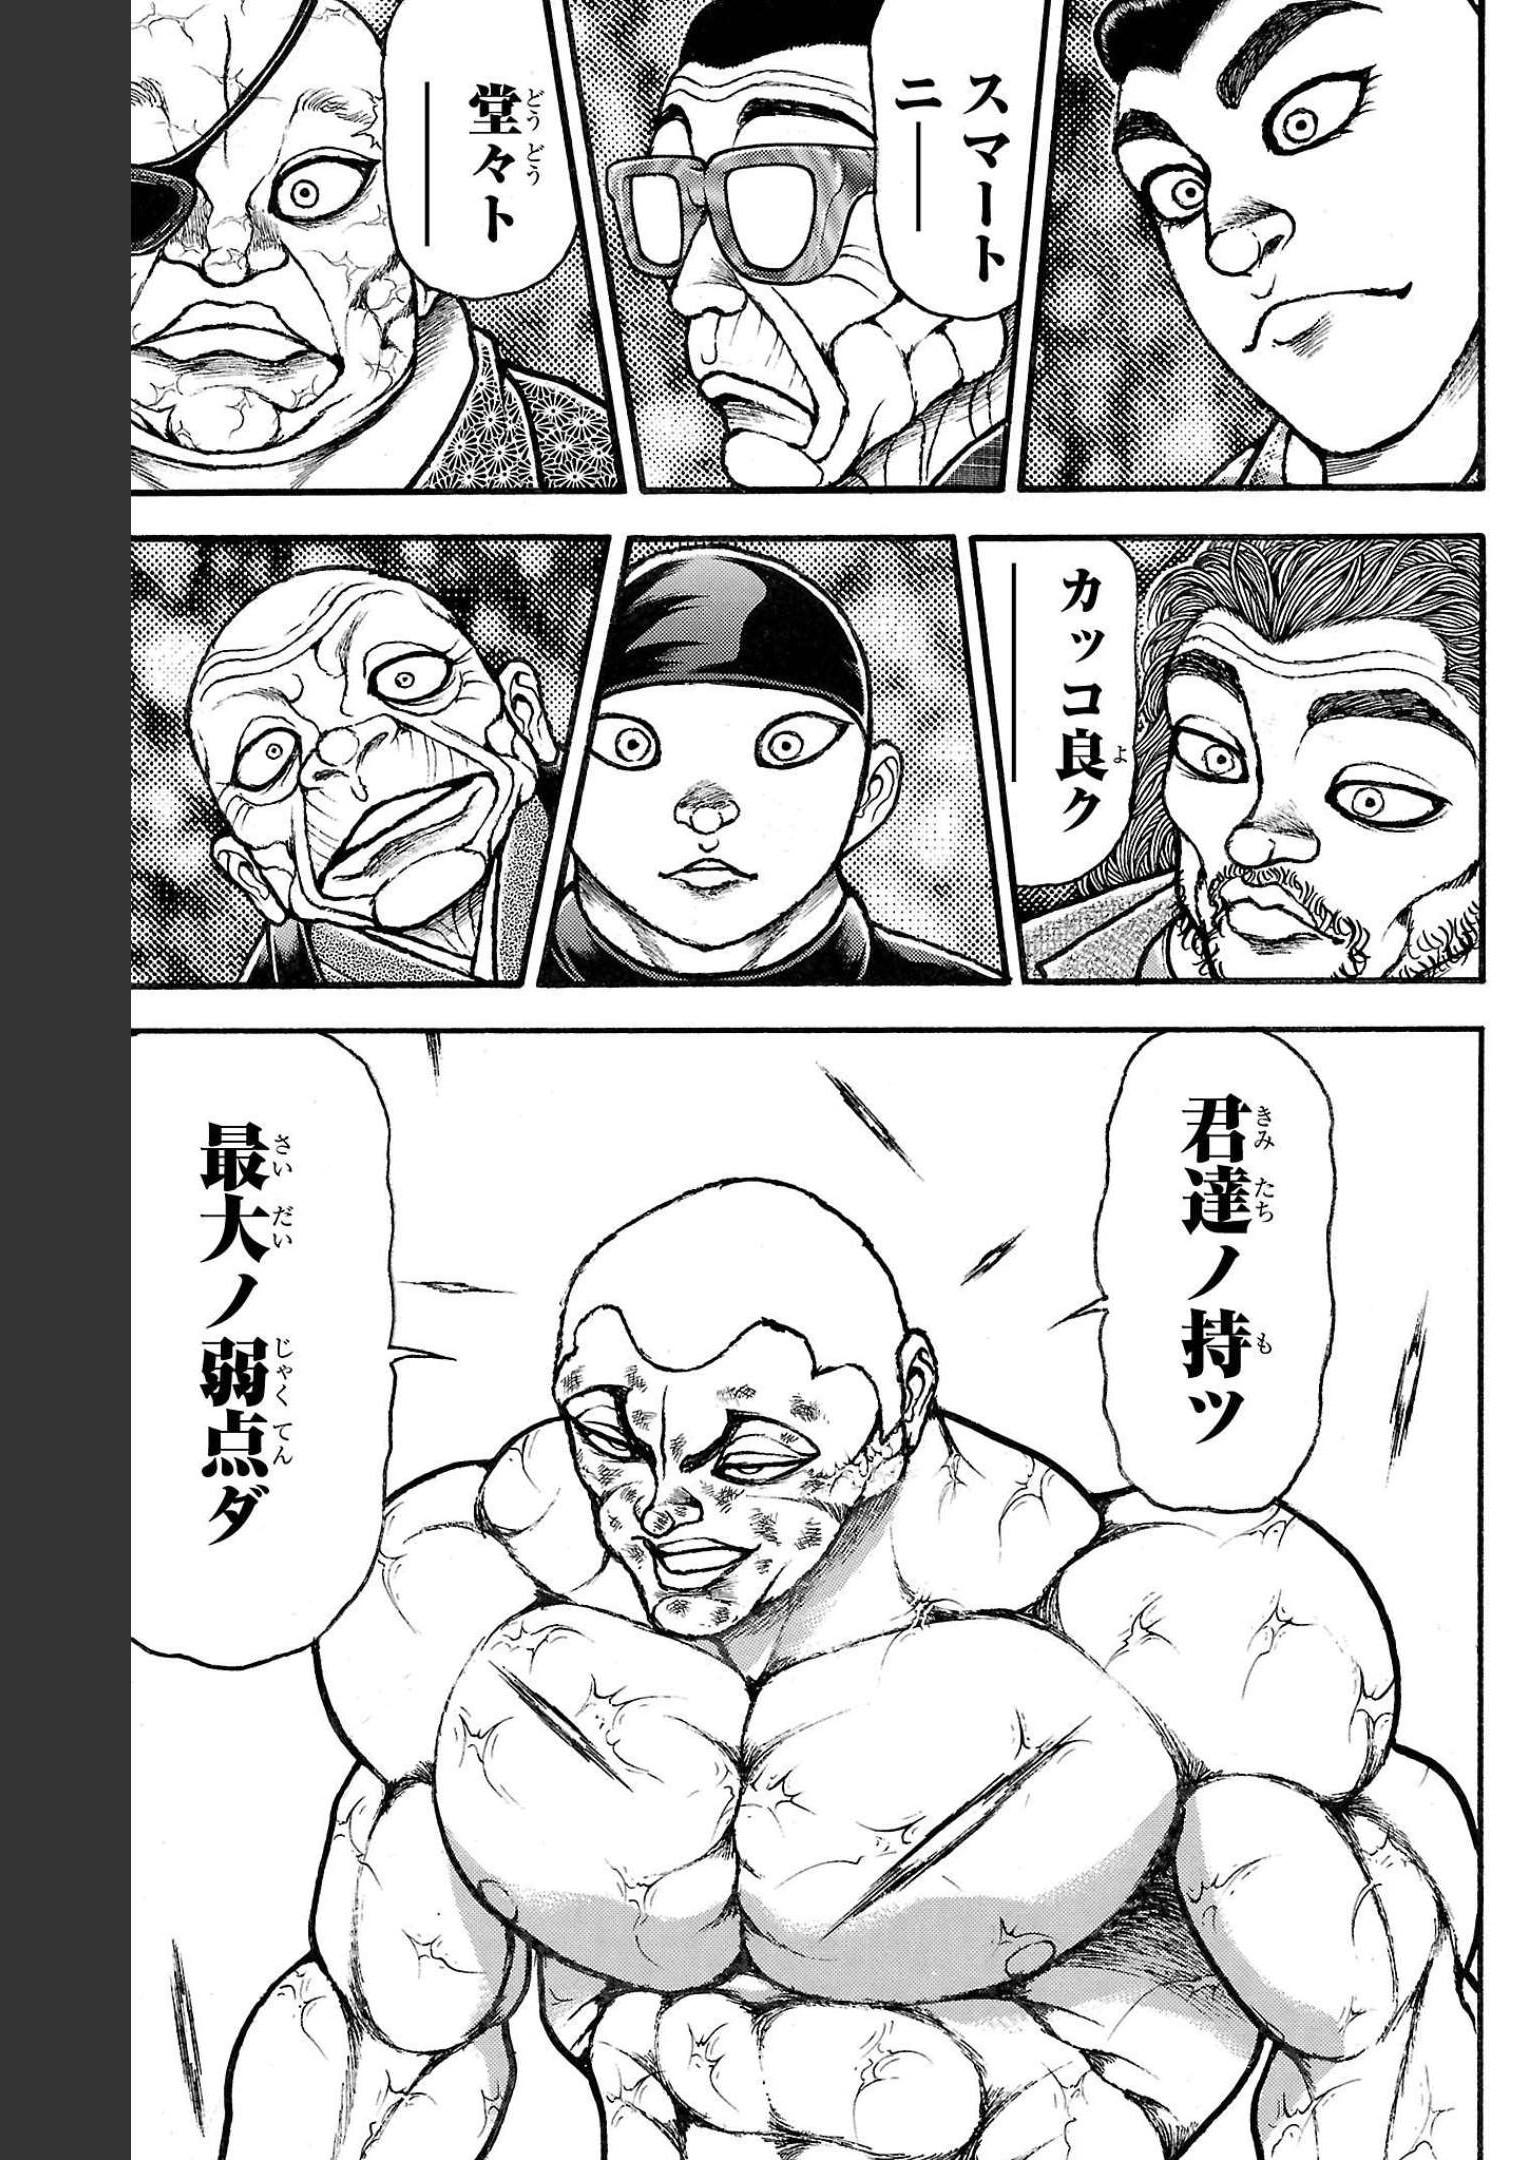 スマート
ニ──
堂々ト
──
カッコ良ク
──
君達ノ持ツ
最大ノ弱点ダ